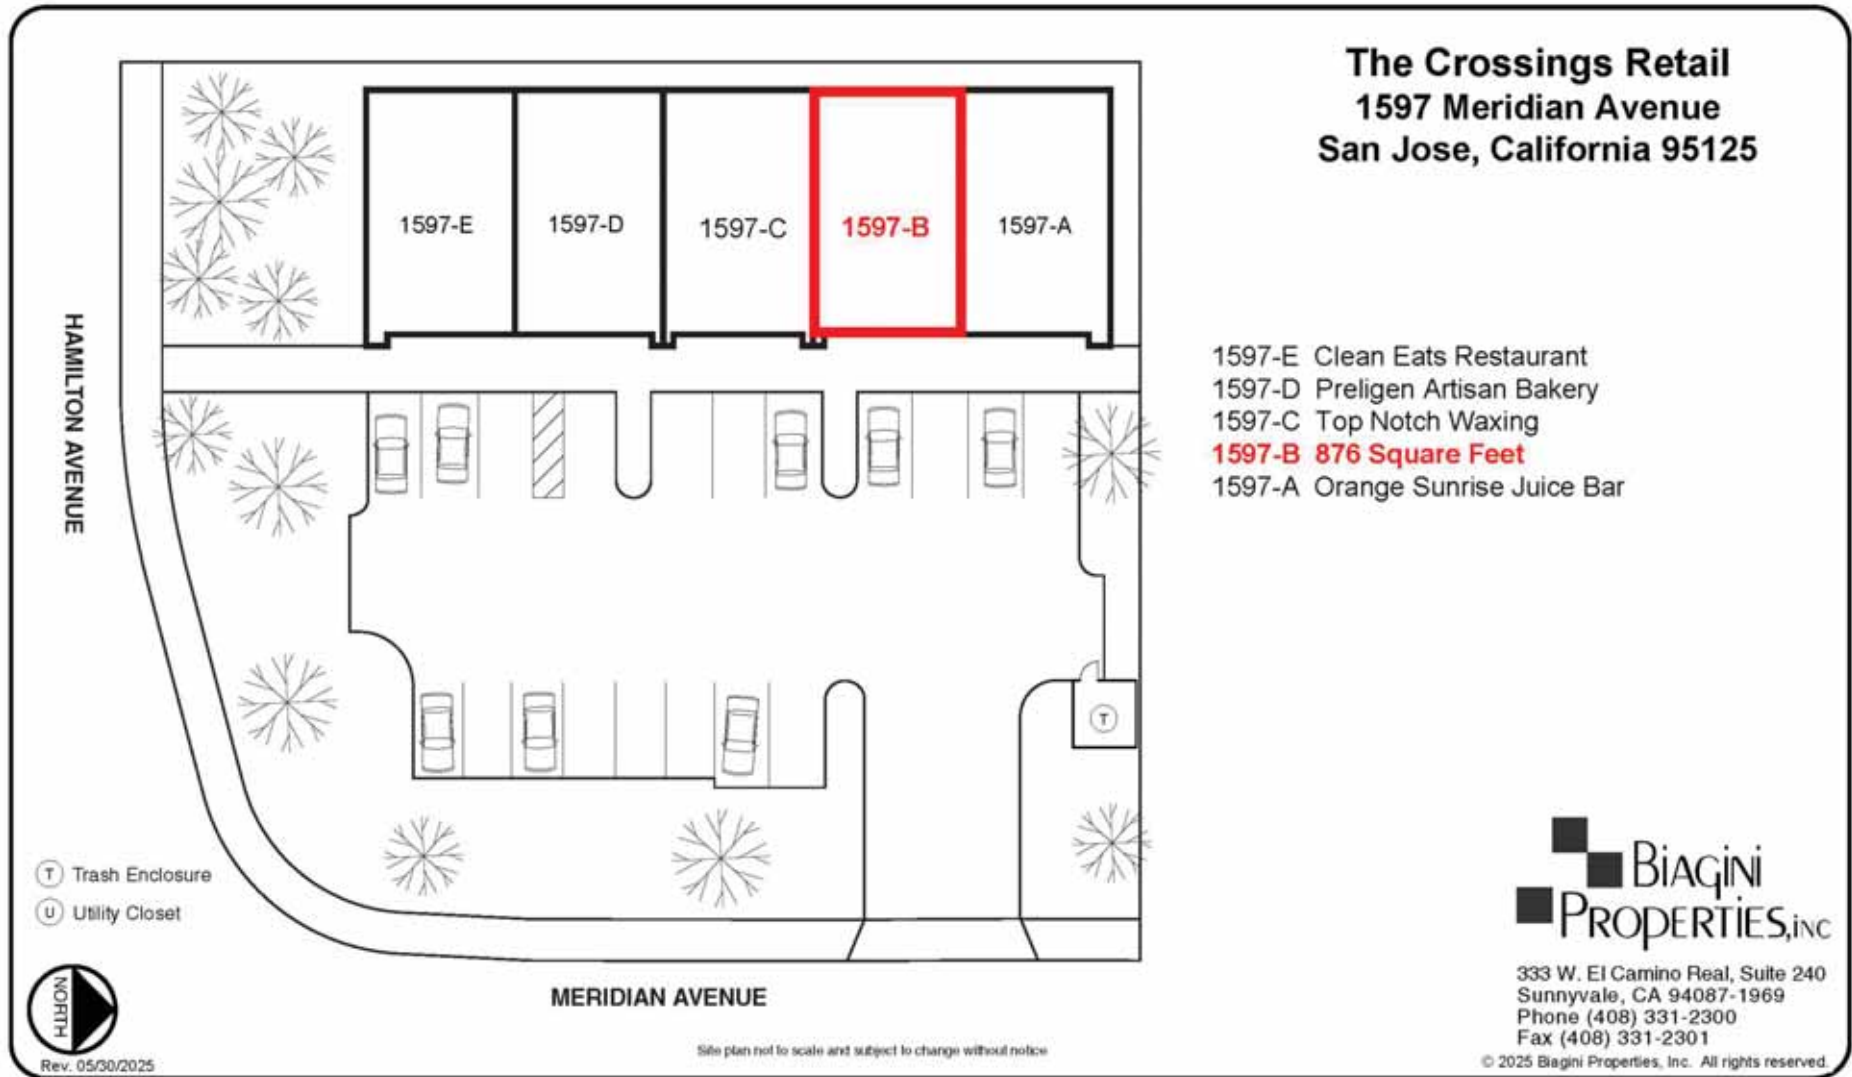 The Crossings Retail
1597 Meridian Avenue
San Jose, California 95125
1597-E
1597-D
1597-C
1597-B
1597-A
HAMILTON AVENUE
1597-E Clean Eats Restaurant
1597-D Preligen Artisan Bakery
1597-C Top Notch Waxing
1597-B 876 Square Feet
1597-A Orange Sunrise Juice Bar
T
T Trash Enclosure
U Utility Closet
NORTH
Rev. 05/30/2025
MERIDIAN AVENUE
Site plan not to scale and subject to change without notice
BiAgiNi
PROPERTiES,iNC
333 W. El Camino Real, Suite 240
Sunnyvale, CA 94087-1969
Phone (408) 331-2300
Fax (408) 331-2301
© 2025 Biagini Properties, Inc. All rights reserved.